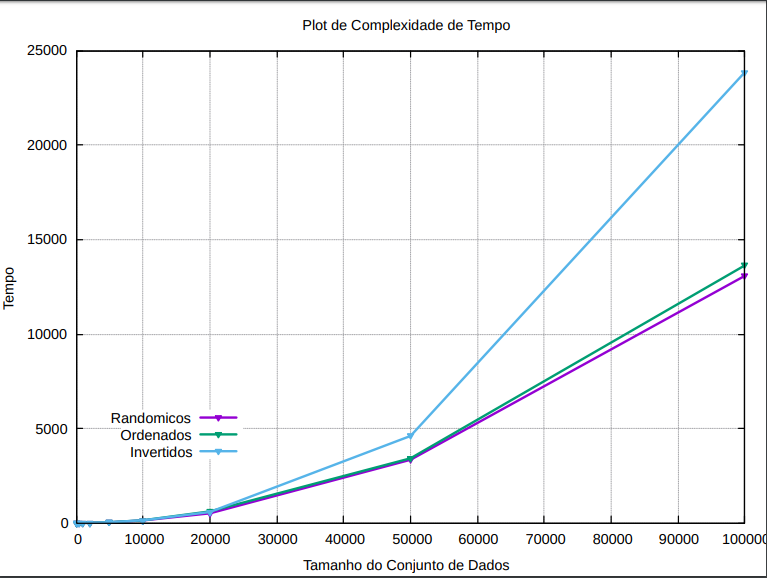 Plot de Complexidade de Tempo
25000
20000
15000
10000
5000
0
Tempo
Randomicos
Ordenados
Invertidos
0 10000 20000 30000 40000 50000 60000 70000 80000 90000 100000
Tamanho do Conjunto de Dados